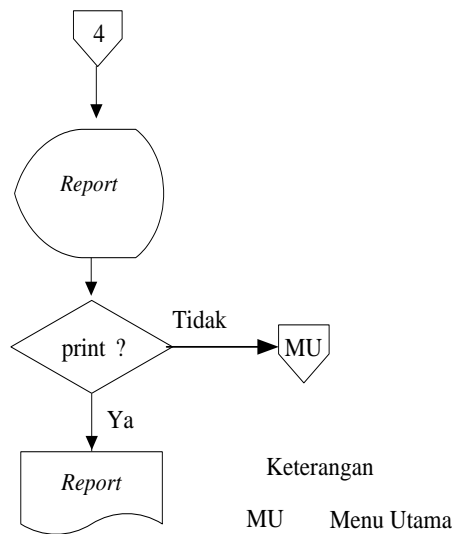 4
Report
print ?
Tidak
MU
Ya
Report
Keterangan
MU Menu Utama